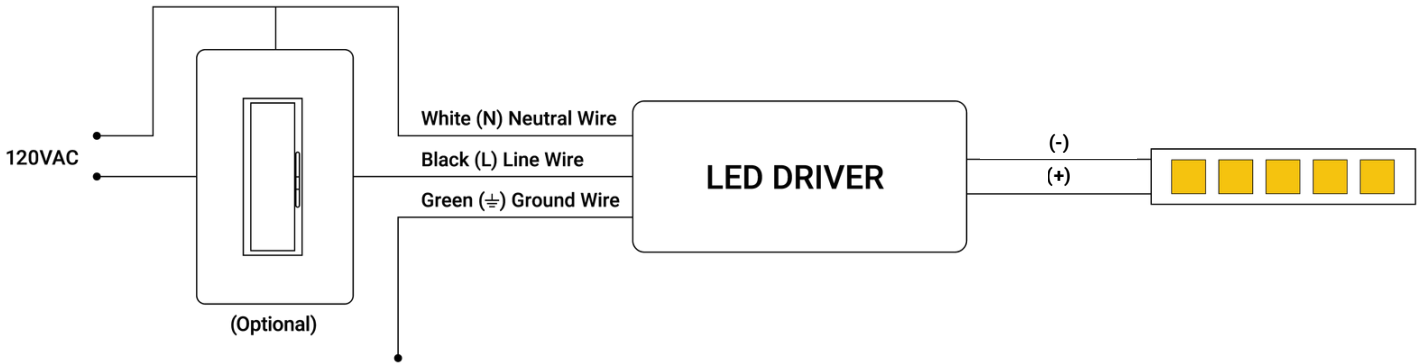 White (N) Neutral Wire
120VAC
Black (L) Line Wire
Green (⏚) Ground Wire
LED DRIVER
(-)
(+)
(Optional)